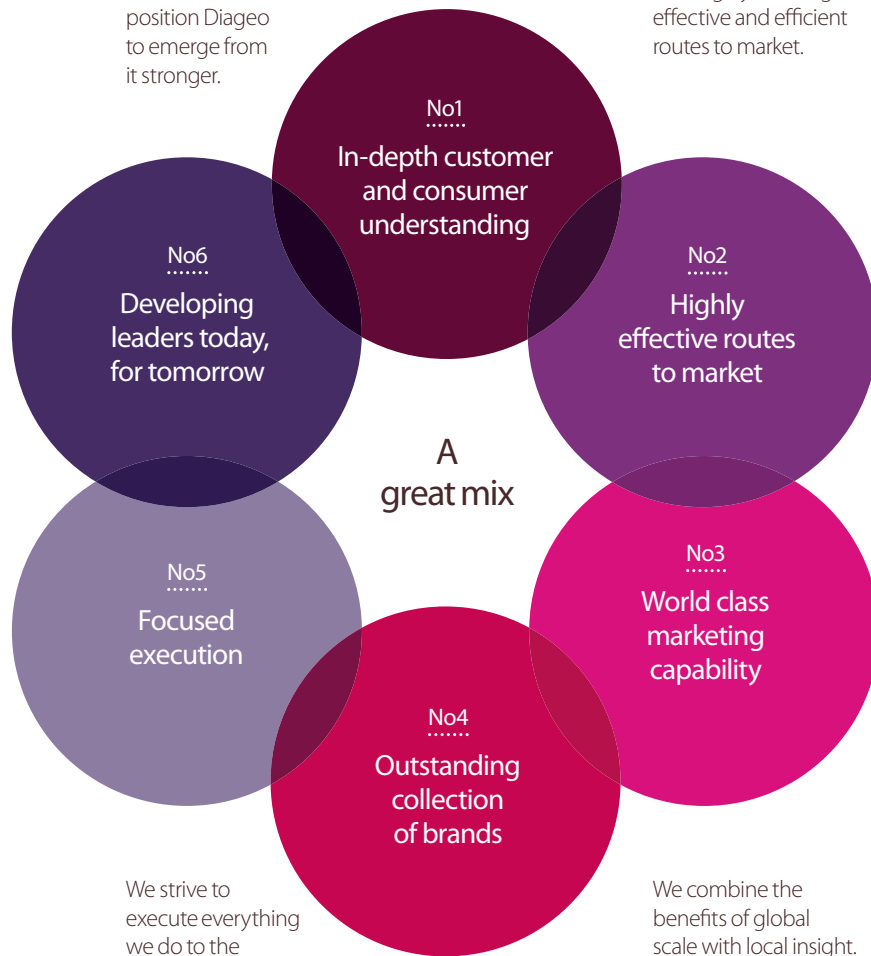 position Diageo
to emerge from
it stronger.
effective and efficient
routes to market.
No1
In-depth customer
and consumer
understanding
No6
Developing
leaders today,
for tomorrow
No2
Highly
effective routes
to market
A
great mix
No5
Focused
execution
No3
World class
marketing
capability
No4
Outstanding
collection
of brands
We strive to
execute everything
we do to the
We combine the
benefits of global
scale with local insight.